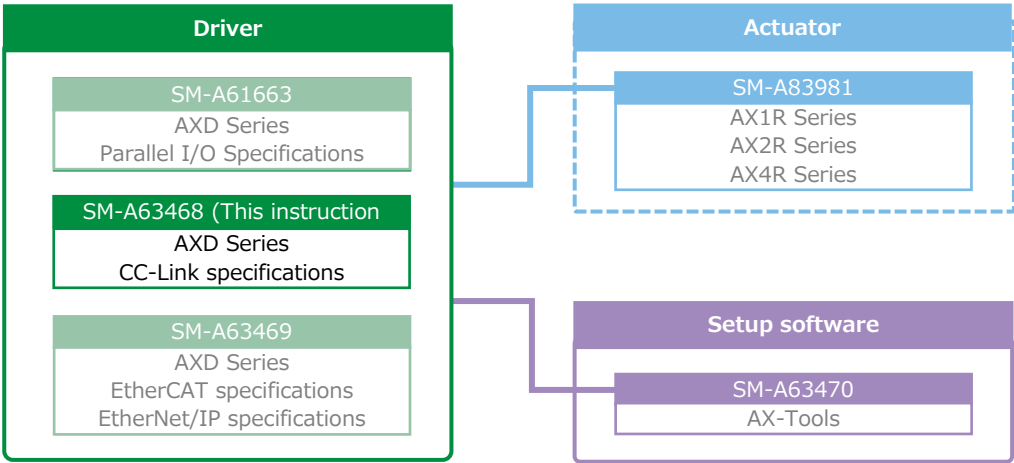 Driver
SM-A61663
AXD Series
Parallel I/O Specifications
SM-A63468 (This instruction
AXD Series
CC-Link specifications
SM-A63469
AXD Series
EtherCAT specifications
EtherNet/IP specifications
Actuator
SM-A83981
AX1R Series
AX2R Series
AX4R Series
Setup software
SM-A63470
AX-Tools